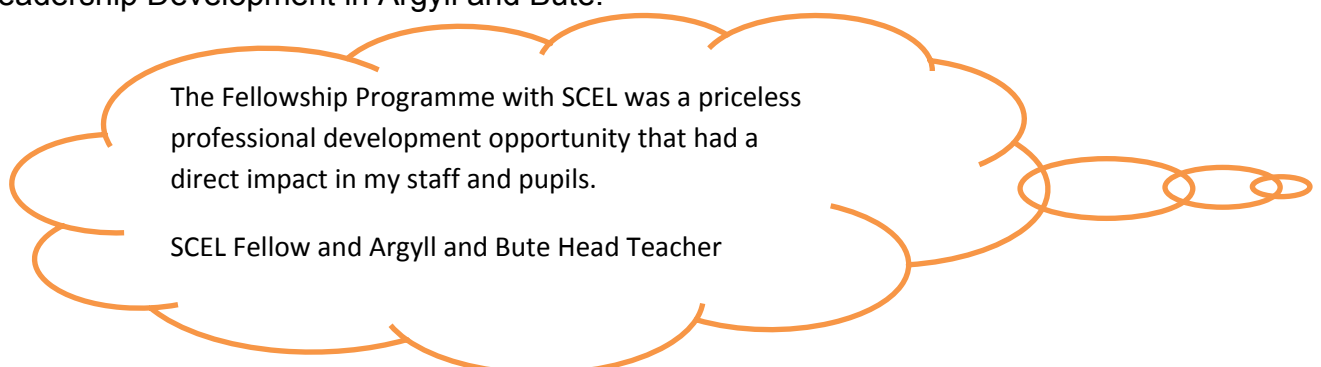 Leadership Development in Argyll and Bute.
The Fellowship Programme with SCEL was a priceless
professional development opportunity that had a
direct impact in my staff and pupils.
SCEL Fellow and Argyll and Bute Head Teacher